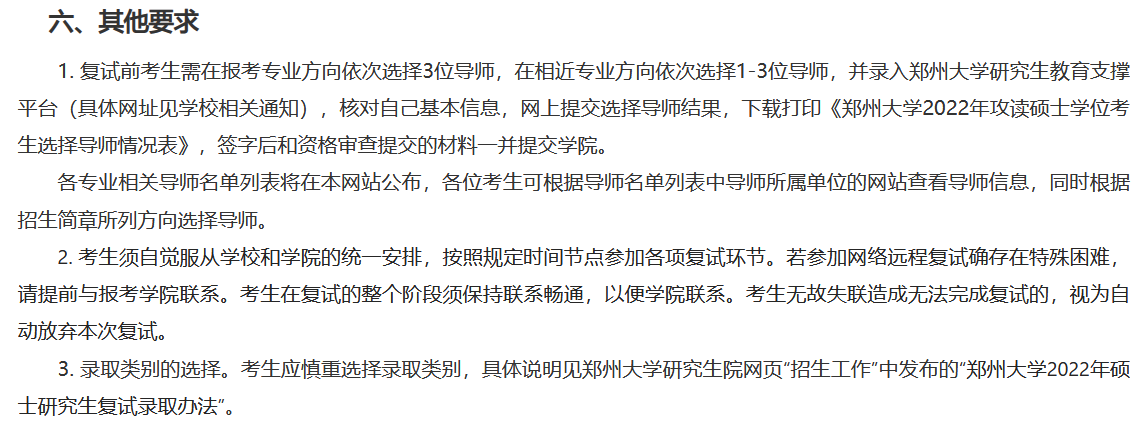 六、其他要求
1. 复试前考生需在报考专业方向依次选择3位导师，在相近专业方向依次选择1-3位导师，并录入郑州大学研究生教育支撑
平台（具体网址见学校相关通知），核对自己基本信息，网上提交选择导师结果，下载打印《郑州大学2022年攻读硕士学位考
生选择导师情况表》，签字后和资格审查提交的材料一并提交学院。
各专业相关导师名单列表将在本网站公布，各位考生可根据导师名单列表中导师所属单位的网站查看导师信息，同时根据
招生简章所列方向选择导师。
2. 考生须自觉服从学校和学院的统一安排，按照规定时间节点参加各项复试环节。若参加网络远程复试确存在特殊困难，
请提前与报考学院联系。考生在复试的整个阶段须保持联系畅通，以便学院联系。考生无故失联造成无法完成复试的，视为自
动放弃本次复试。
3. 录取类别的选择。考生应慎重选择录取类别，具体说明见郑州大学研究生院网页“招生工作”中发布的“郑州大学2022年硕
士研究生复试录取办法”。